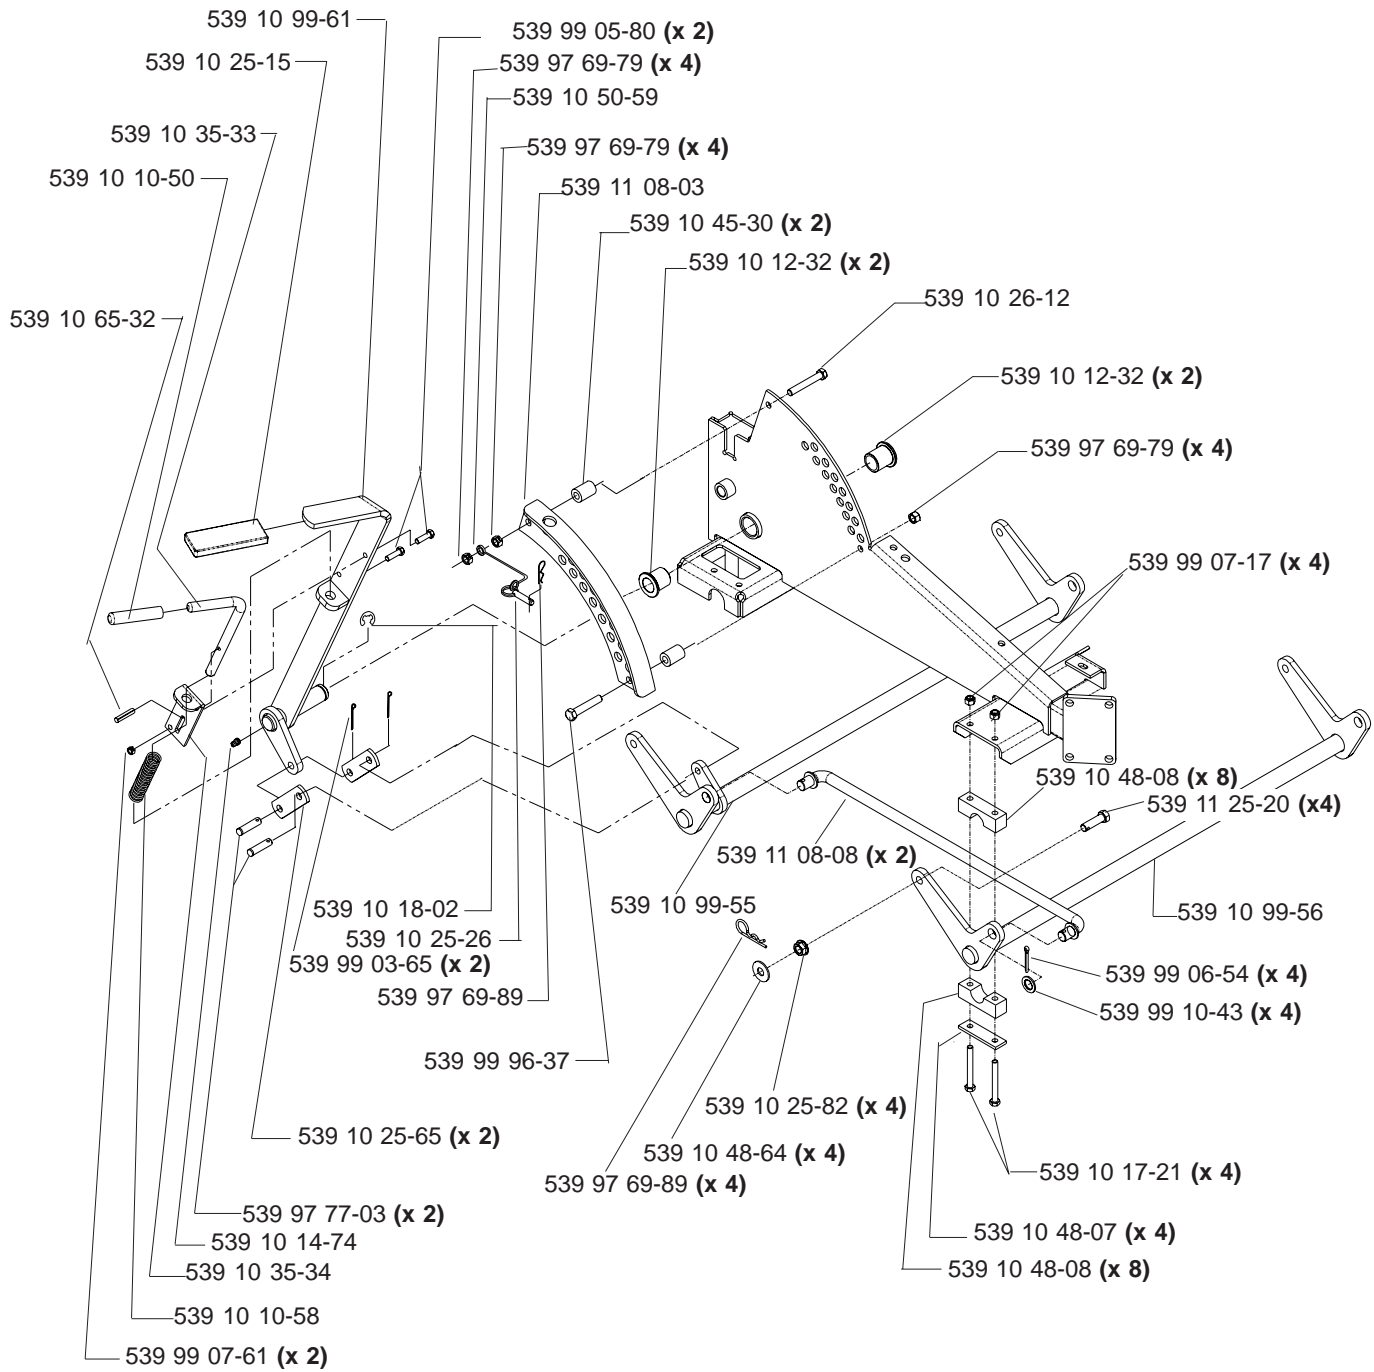 539 10 99-61
539 99 05-80 (x 2)
539 10 25-15
539 97 69-79 (x 4)
539 10 50-59
539 10 35-33
539 97 69-79 (x 4)
539 10 10-50
539 11 08-03
539 10 45-30 (x 2)
539 10 12-32 (x 2)
539 10 26-12
539 10 65-32
539 10 12-32 (x 2)
539 97 69-79 (x 4)
539 99 07-17 (x 4)
539 10 48-08 (x 8)
539 11 25-20 (x4)
539 11 08-08 (x 2)
539 10 99-55
539 10 18-02
539 10 99-56
539 10 25-26
539 99 03-65 (x 2)
539 99 06-54 (x 4)
539 97 69-89
539 99 10-43 (x 4)
539 99 96-37
539 10 25-82 (x 4)
539 10 25-65 (x 2)
539 10 48-64 (x 4)
539 10 17-21 (x 4)
539 97 69-89 (x 4)
539 97 77-03 (x 2)
539 10 48-07 (x 4)
539 10 14-74
539 10 48-08 (x 8)
539 10 35-34
539 10 10-58
539 99 07-61 (x 2)